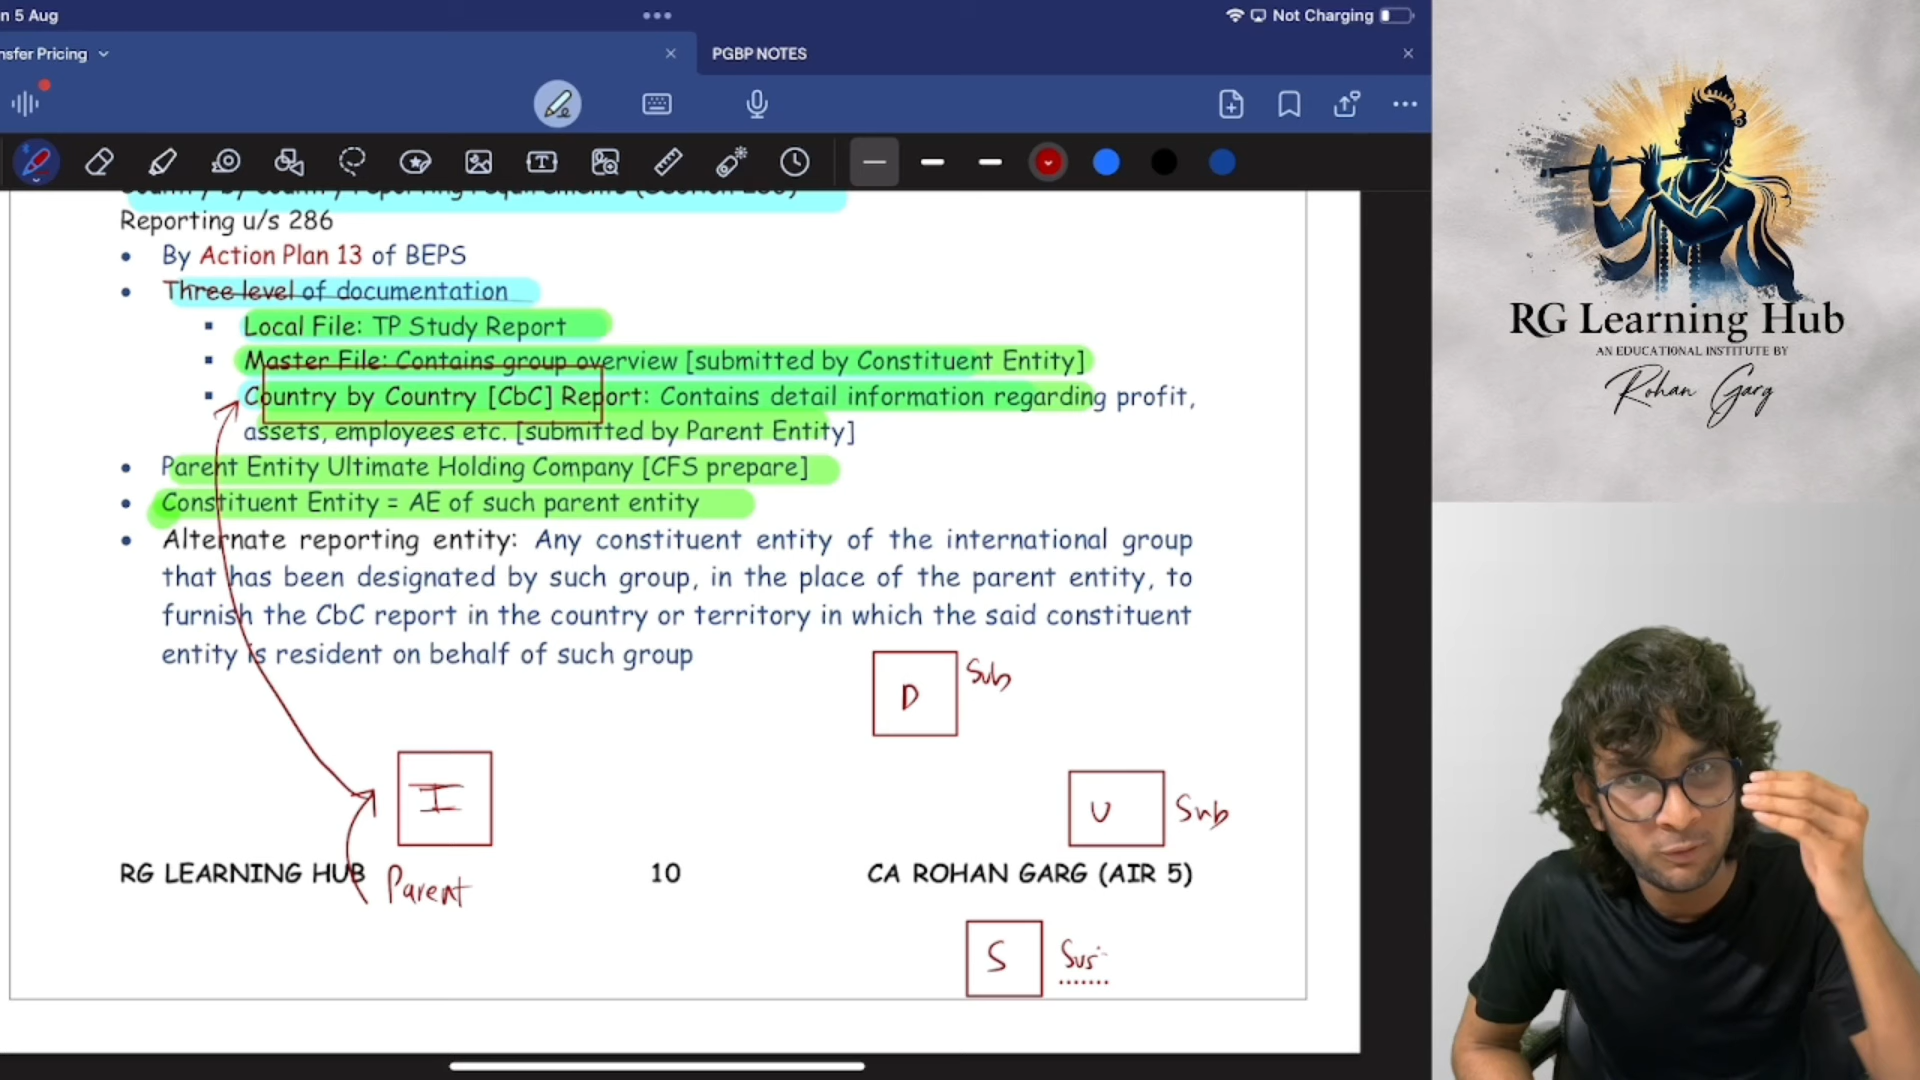 n 5 Aug
Not Charging
nsfer Pricing
PGBP NOTES
Country by Country reporting requirements (Section 286)
Reporting u/s 286
• By Action Plan 13 of BEPS
• Three level of documentation
▪ Local File: TP Study Report
▪ Master File: Contains group overview [submitted by Constituent Entity]
▪ Country by Country [CbC] Report: Contains detail information regarding profit,
assets, employees etc. [submitted by Parent Entity]
• Parent Entity Ultimate Holding Company [CFS prepare]
• Constituent Entity = AE of such parent entity
• Alternate reporting entity: Any constituent entity of the international group
that has been designated by such group, in the place of the parent entity, to
furnish the CbC report in the country or territory in which the said constituent
entity is resident on behalf of such group
D Sub
I
U Sub
RG LEARNING HUB 10 CA ROHAN GARG (AIR 5)
Parent
S
RG Learning Hub
AN EDUCATIONAL INSTITUTE BY
Rohan Garg